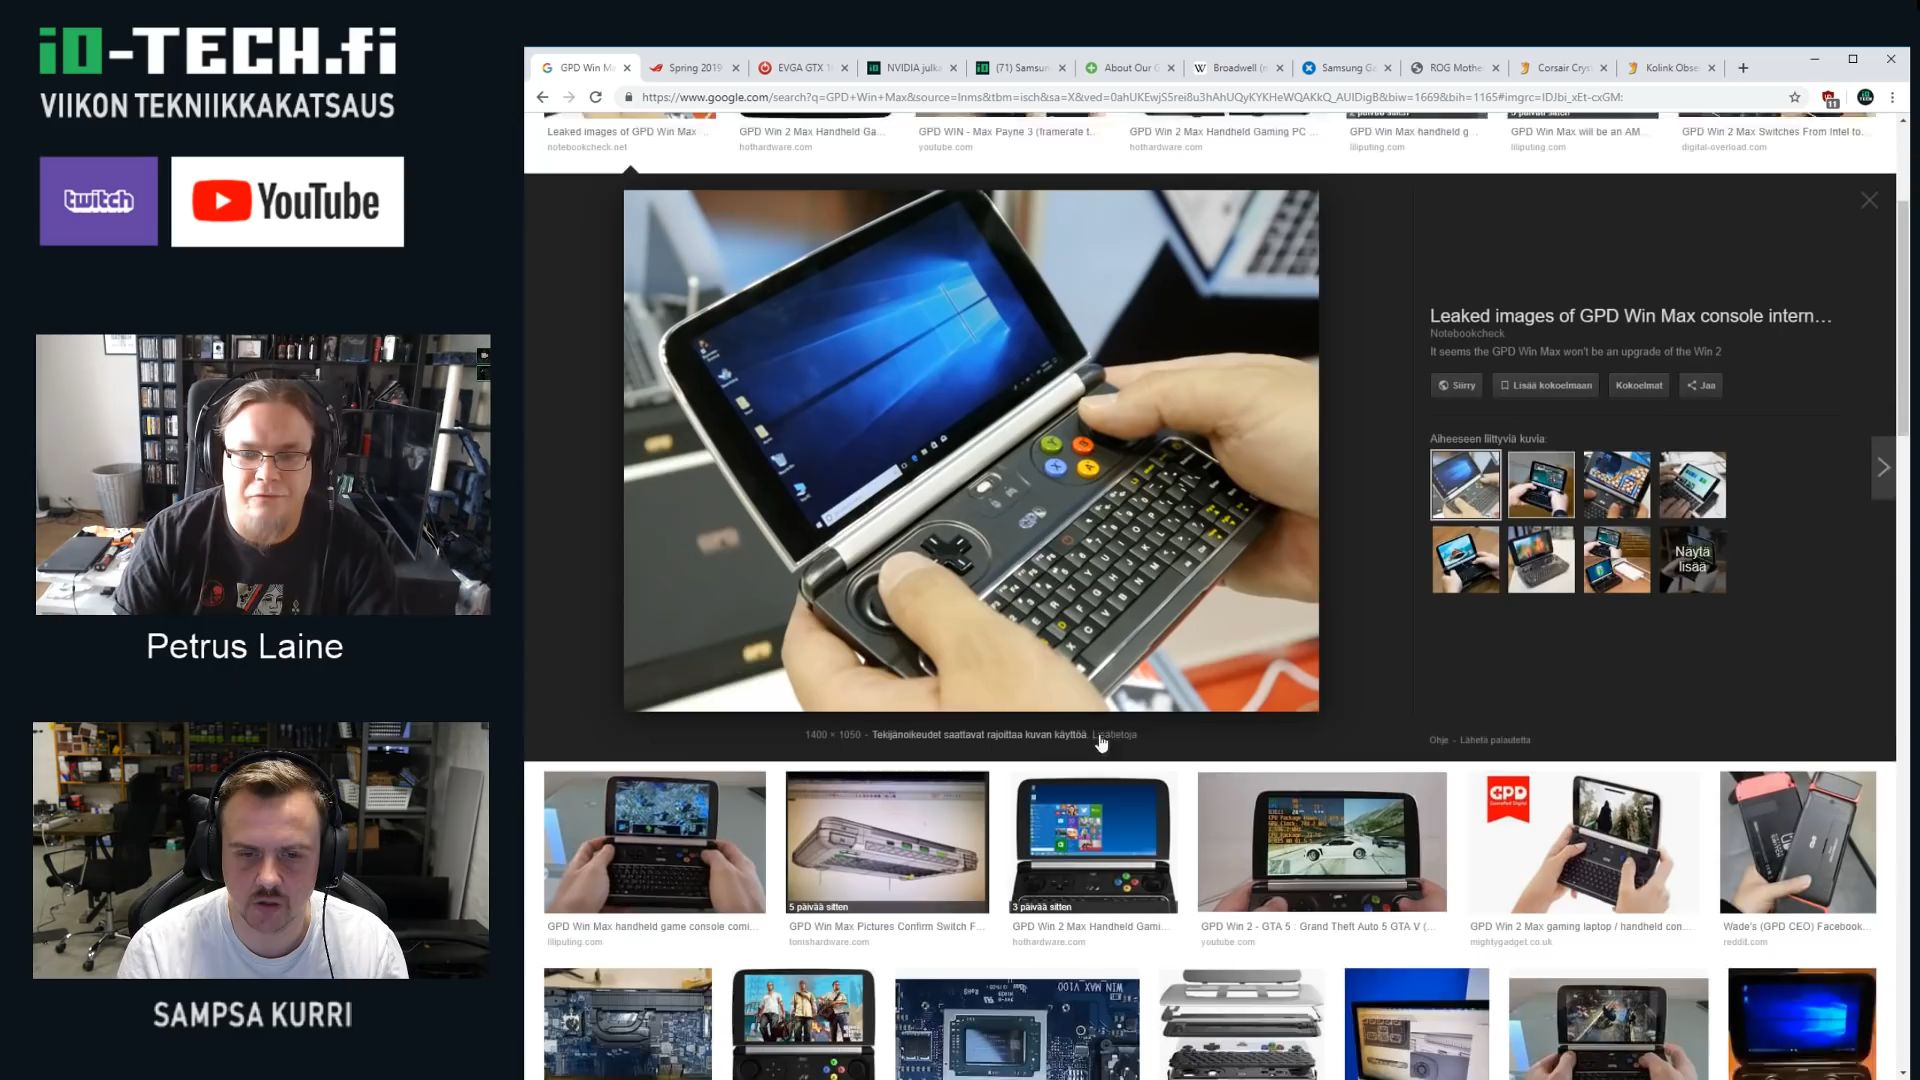 iO-TECH.fi
VIIKON TEKNIIKKAKATSAUS
twitch
YouTube
Petrus Laine
SAMPSA KURRI
GPD Win Ma
Spring 2019
EVGA GTX 1
NVIDIA julka
(71) Samsun
About Our G
Broadwell (m
Samsung Ga
ROG Mothe
Corsair Crys
Kolink Obse
https://www.google.com/search?q=GPD+Win+Max&source=lnms&tbm=isch&sa=X&ved=0ahUKEwjS5rei8u3hAhUQyKYKHeWQAKkQ_AUIDigB&biw=1669&bih=1165#imgrc=IDJbi_xEt-cxGM:
11
Leaked images of GPD Win Max ...
notebookcheck.net
GPD Win 2 Max Handheld Ga...
hothardware.com
GPD WIN - Max Payne 3 (framerate t...
youtube.com
GPD Win 2 Max Handheld Gaming PC ...
hothardware.com
GPD Win Max handheld g...
liliputing.com
GPD Win Max will be an AM...
liliputing.com
GPD Win 2 Max Switches From Intel to...
digital-overload.com
Leaked images of GPD Win Max console intern...
Notebookcheck
It seems the GPD Win Max won't be an upgrade of the Win 2
Siirry
Lisää kokoelmaan
Kokoelmat
Jaa
Aiheeseen liittyviä kuvia:
Näytä
lisää
Y
X
A
1400 × 1050 - Tekijänoikeudet saattavat rajoittaa kuvan käyttöä. Lisätietoja
Ohje - Lähetä palautetta
5 päivää sitten
3 päivää sitten
GPD
GPD Win Max handheld game console comi...
liliputing.com
GPD Win Max Pictures Confirm Switch F...
tomshardware.com
GPD Win 2 Max Handheld Gami...
hothardware.com
GPD Win 2 - GTA 5 : Grand Theft Auto 5 GTA V (...
youtube.com
GPD Win 2 Max gaming laptop / handheld con...
mightygadget.co.uk
Wade's (GPD CEO) Facebook...
reddit.com
WIN MAX V100